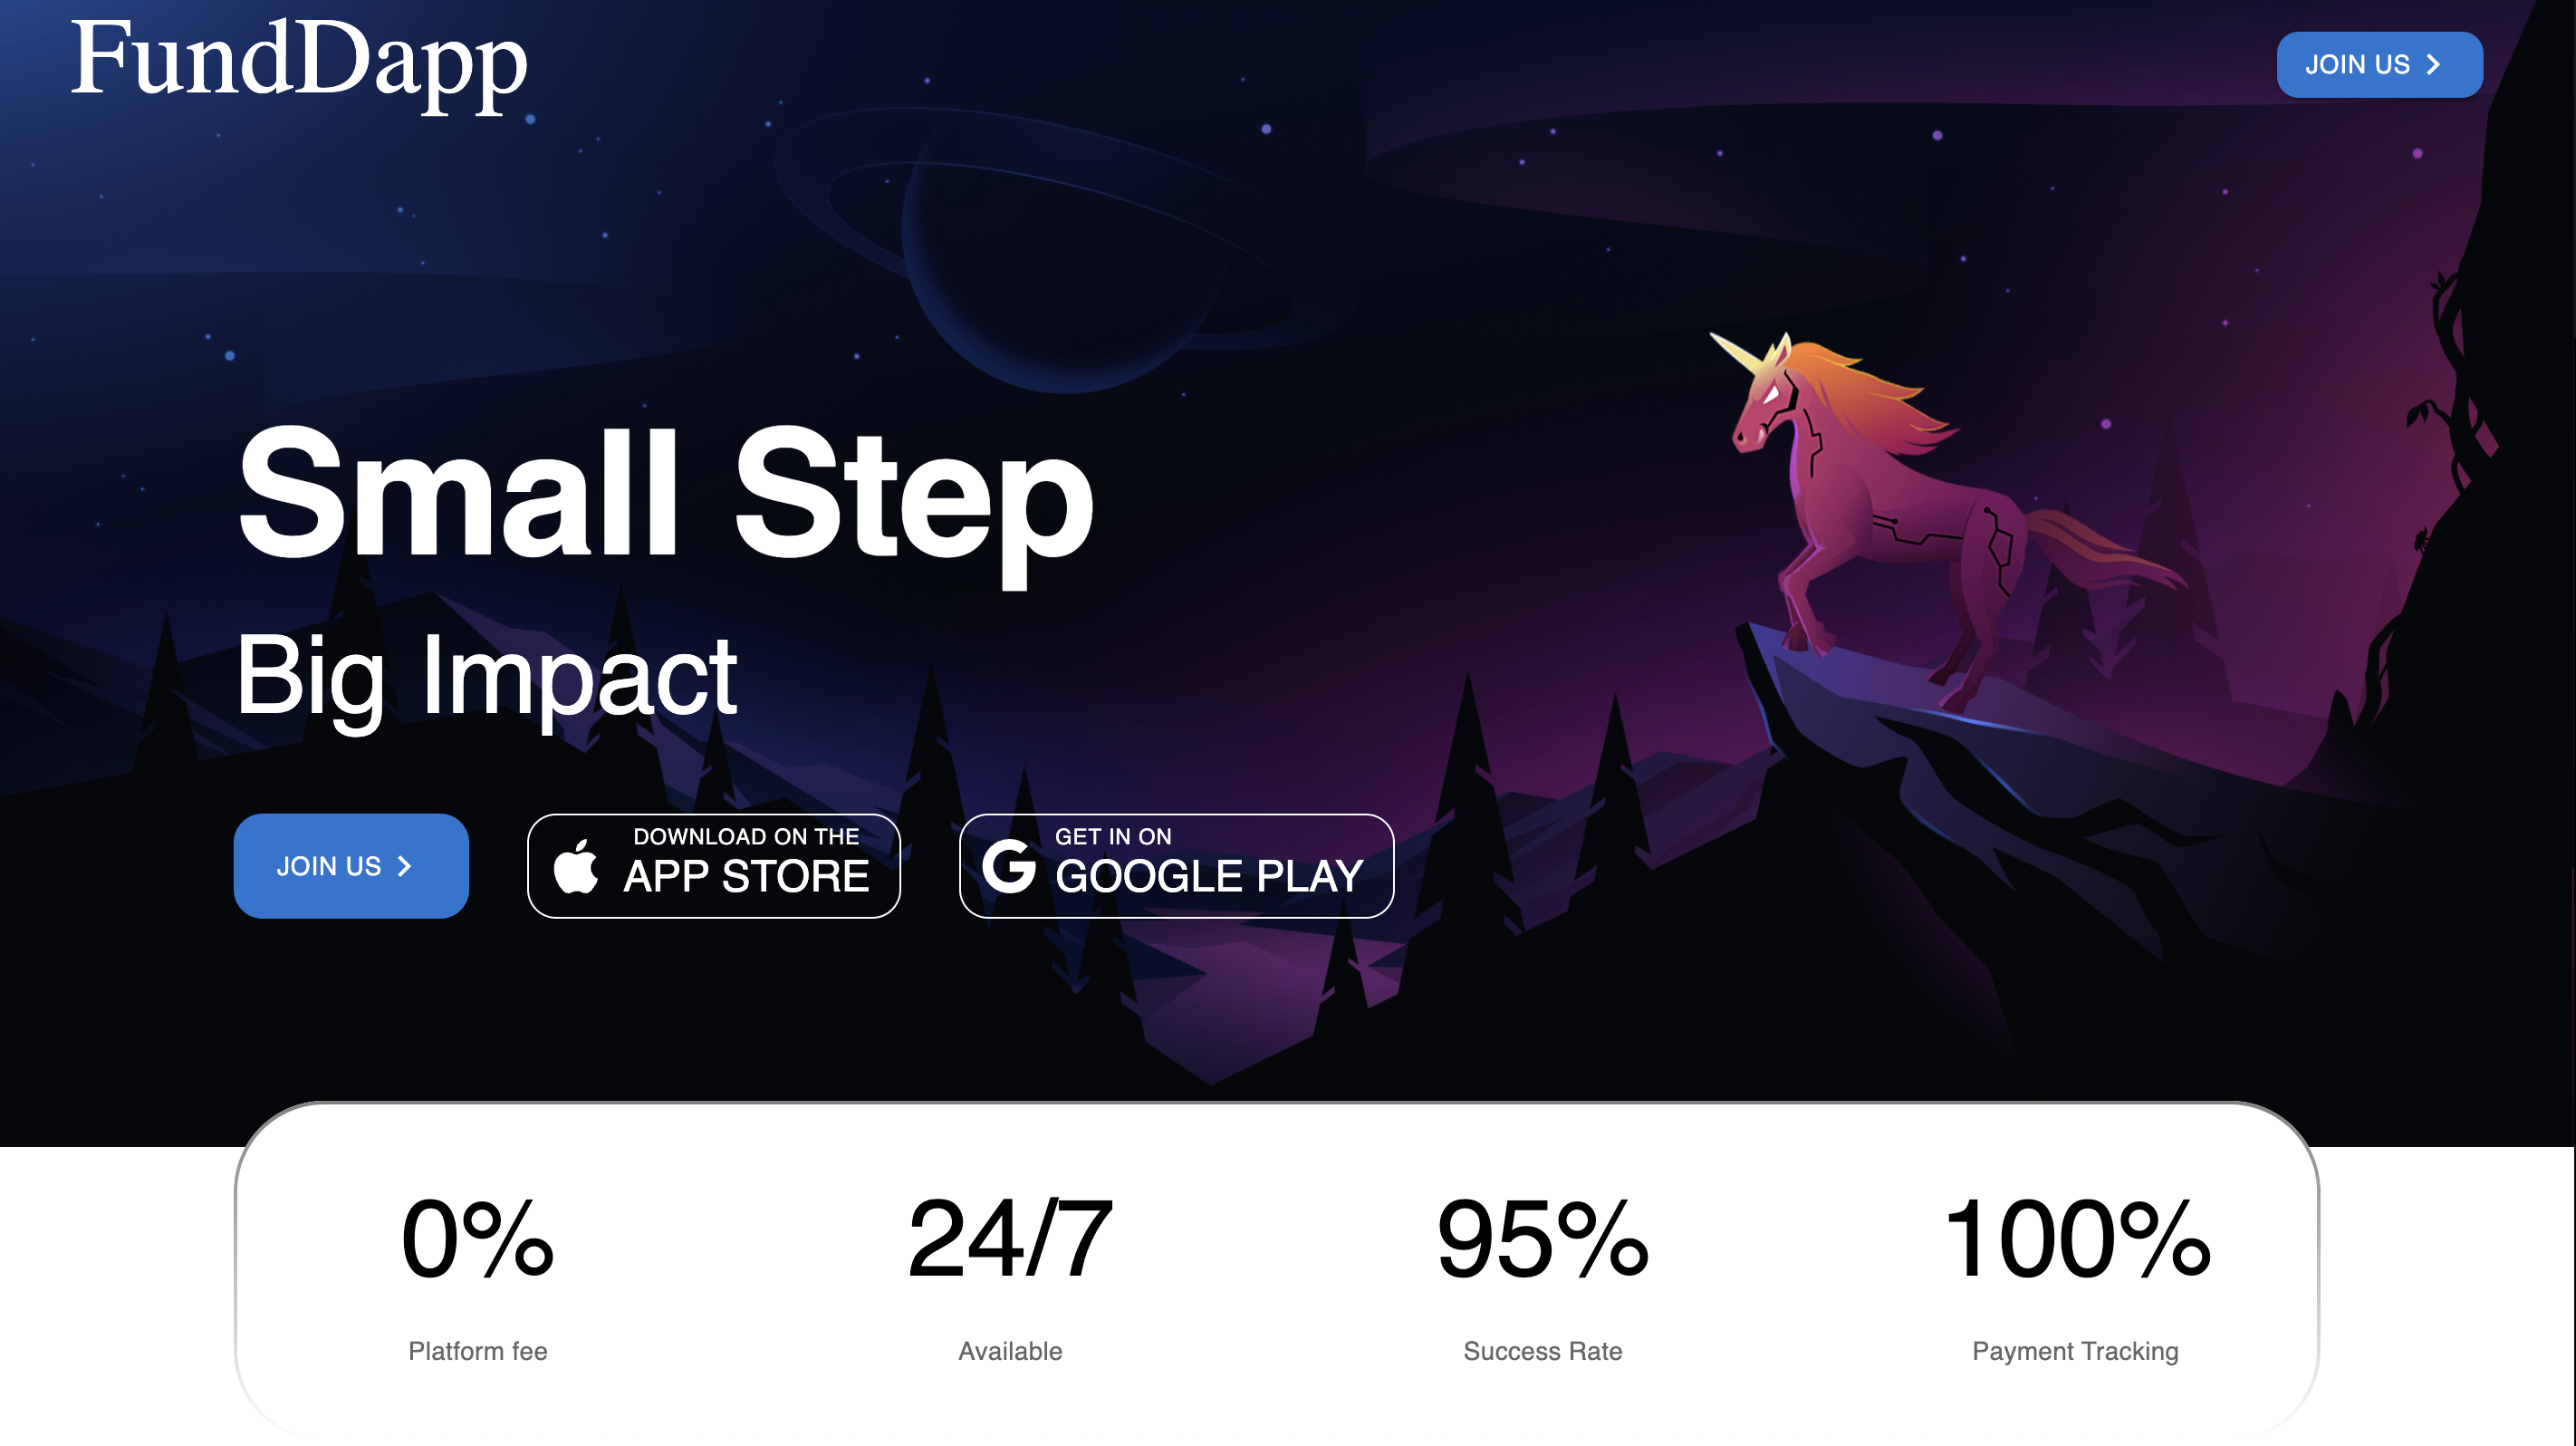 FundDapp
JOIN US
Small Step
Big Impact
JOIN US
DOWNLOAD ON THE
APP STORE
GET IN ON
GOOGLE PLAY
0%
Platform fee
24/7
Available
95%
Success Rate
100%
Payment Tracking